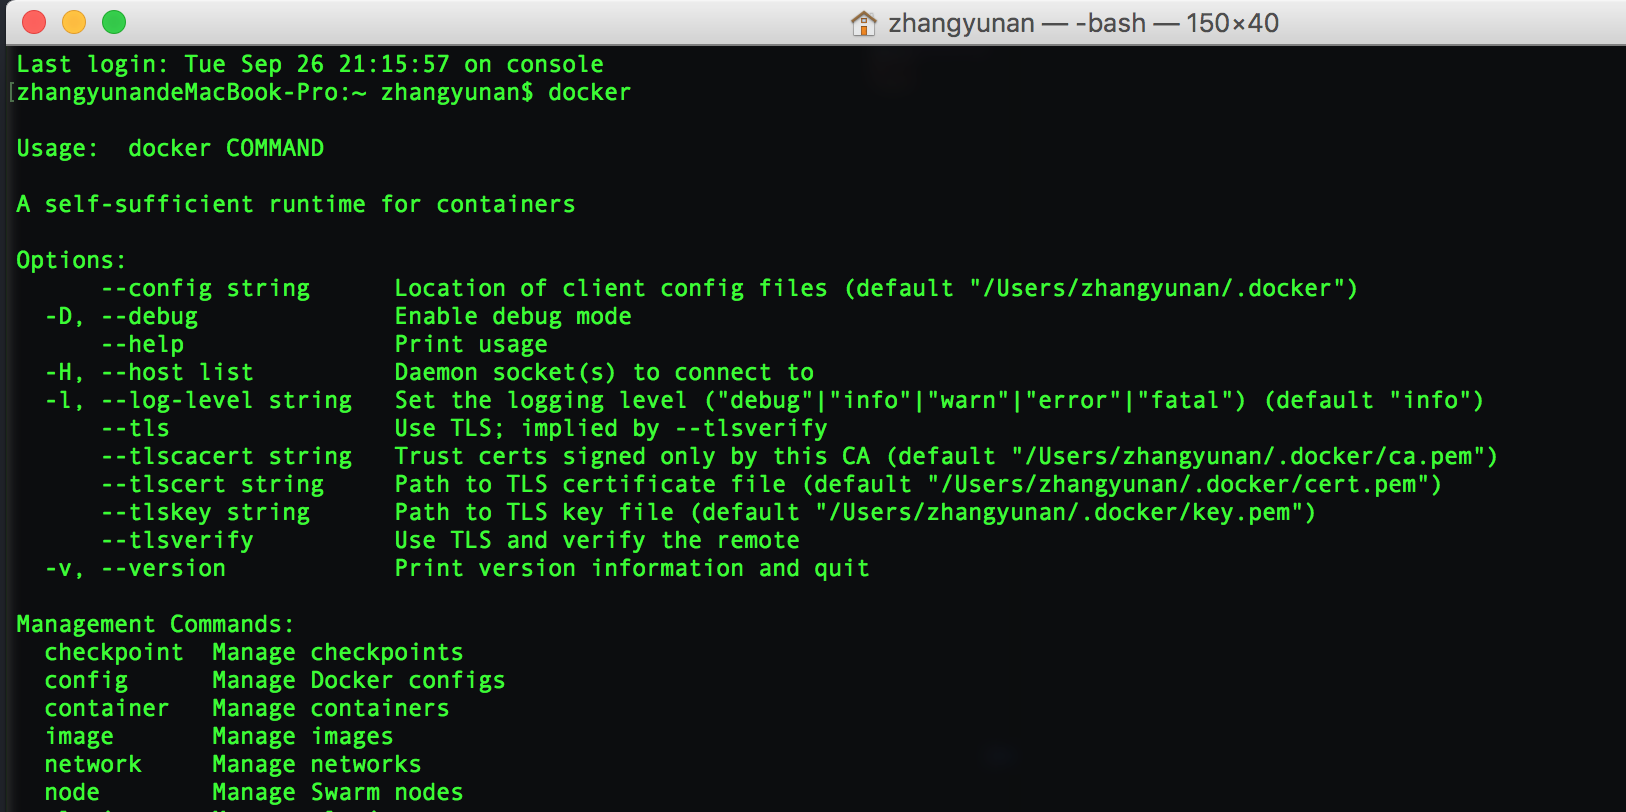 zhangyunan — -bash — 150×40
Last login: Tue Sep 26 21:15:57 on console
[zhangyunandeMacBook-Pro:~ zhangyunan$ docker
Usage:  docker COMMAND
A self-sufficient runtime for containers
Options:
      --config string      Location of client config files (default "/Users/zhangyunan/.docker")
  -D, --debug              Enable debug mode
      --help               Print usage
  -H, --host list          Daemon socket(s) to connect to
  -l, --log-level string   Set the logging level ("debug"|"info"|"warn"|"error"|"fatal") (default "info")
      --tls                Use TLS; implied by --tlsverify
      --tlscacert string   Trust certs signed only by this CA (default "/Users/zhangyunan/.docker/ca.pem")
      --tlscert string     Path to TLS certificate file (default "/Users/zhangyunan/.docker/cert.pem")
      --tlskey string      Path to TLS key file (default "/Users/zhangyunan/.docker/key.pem")
      --tlsverify          Use TLS and verify the remote
  -v, --version            Print version information and quit
Management Commands:
  checkpoint  Manage checkpoints
  config      Manage Docker configs
  container   Manage containers
  image       Manage images
  network     Manage networks
  node        Manage Swarm nodes